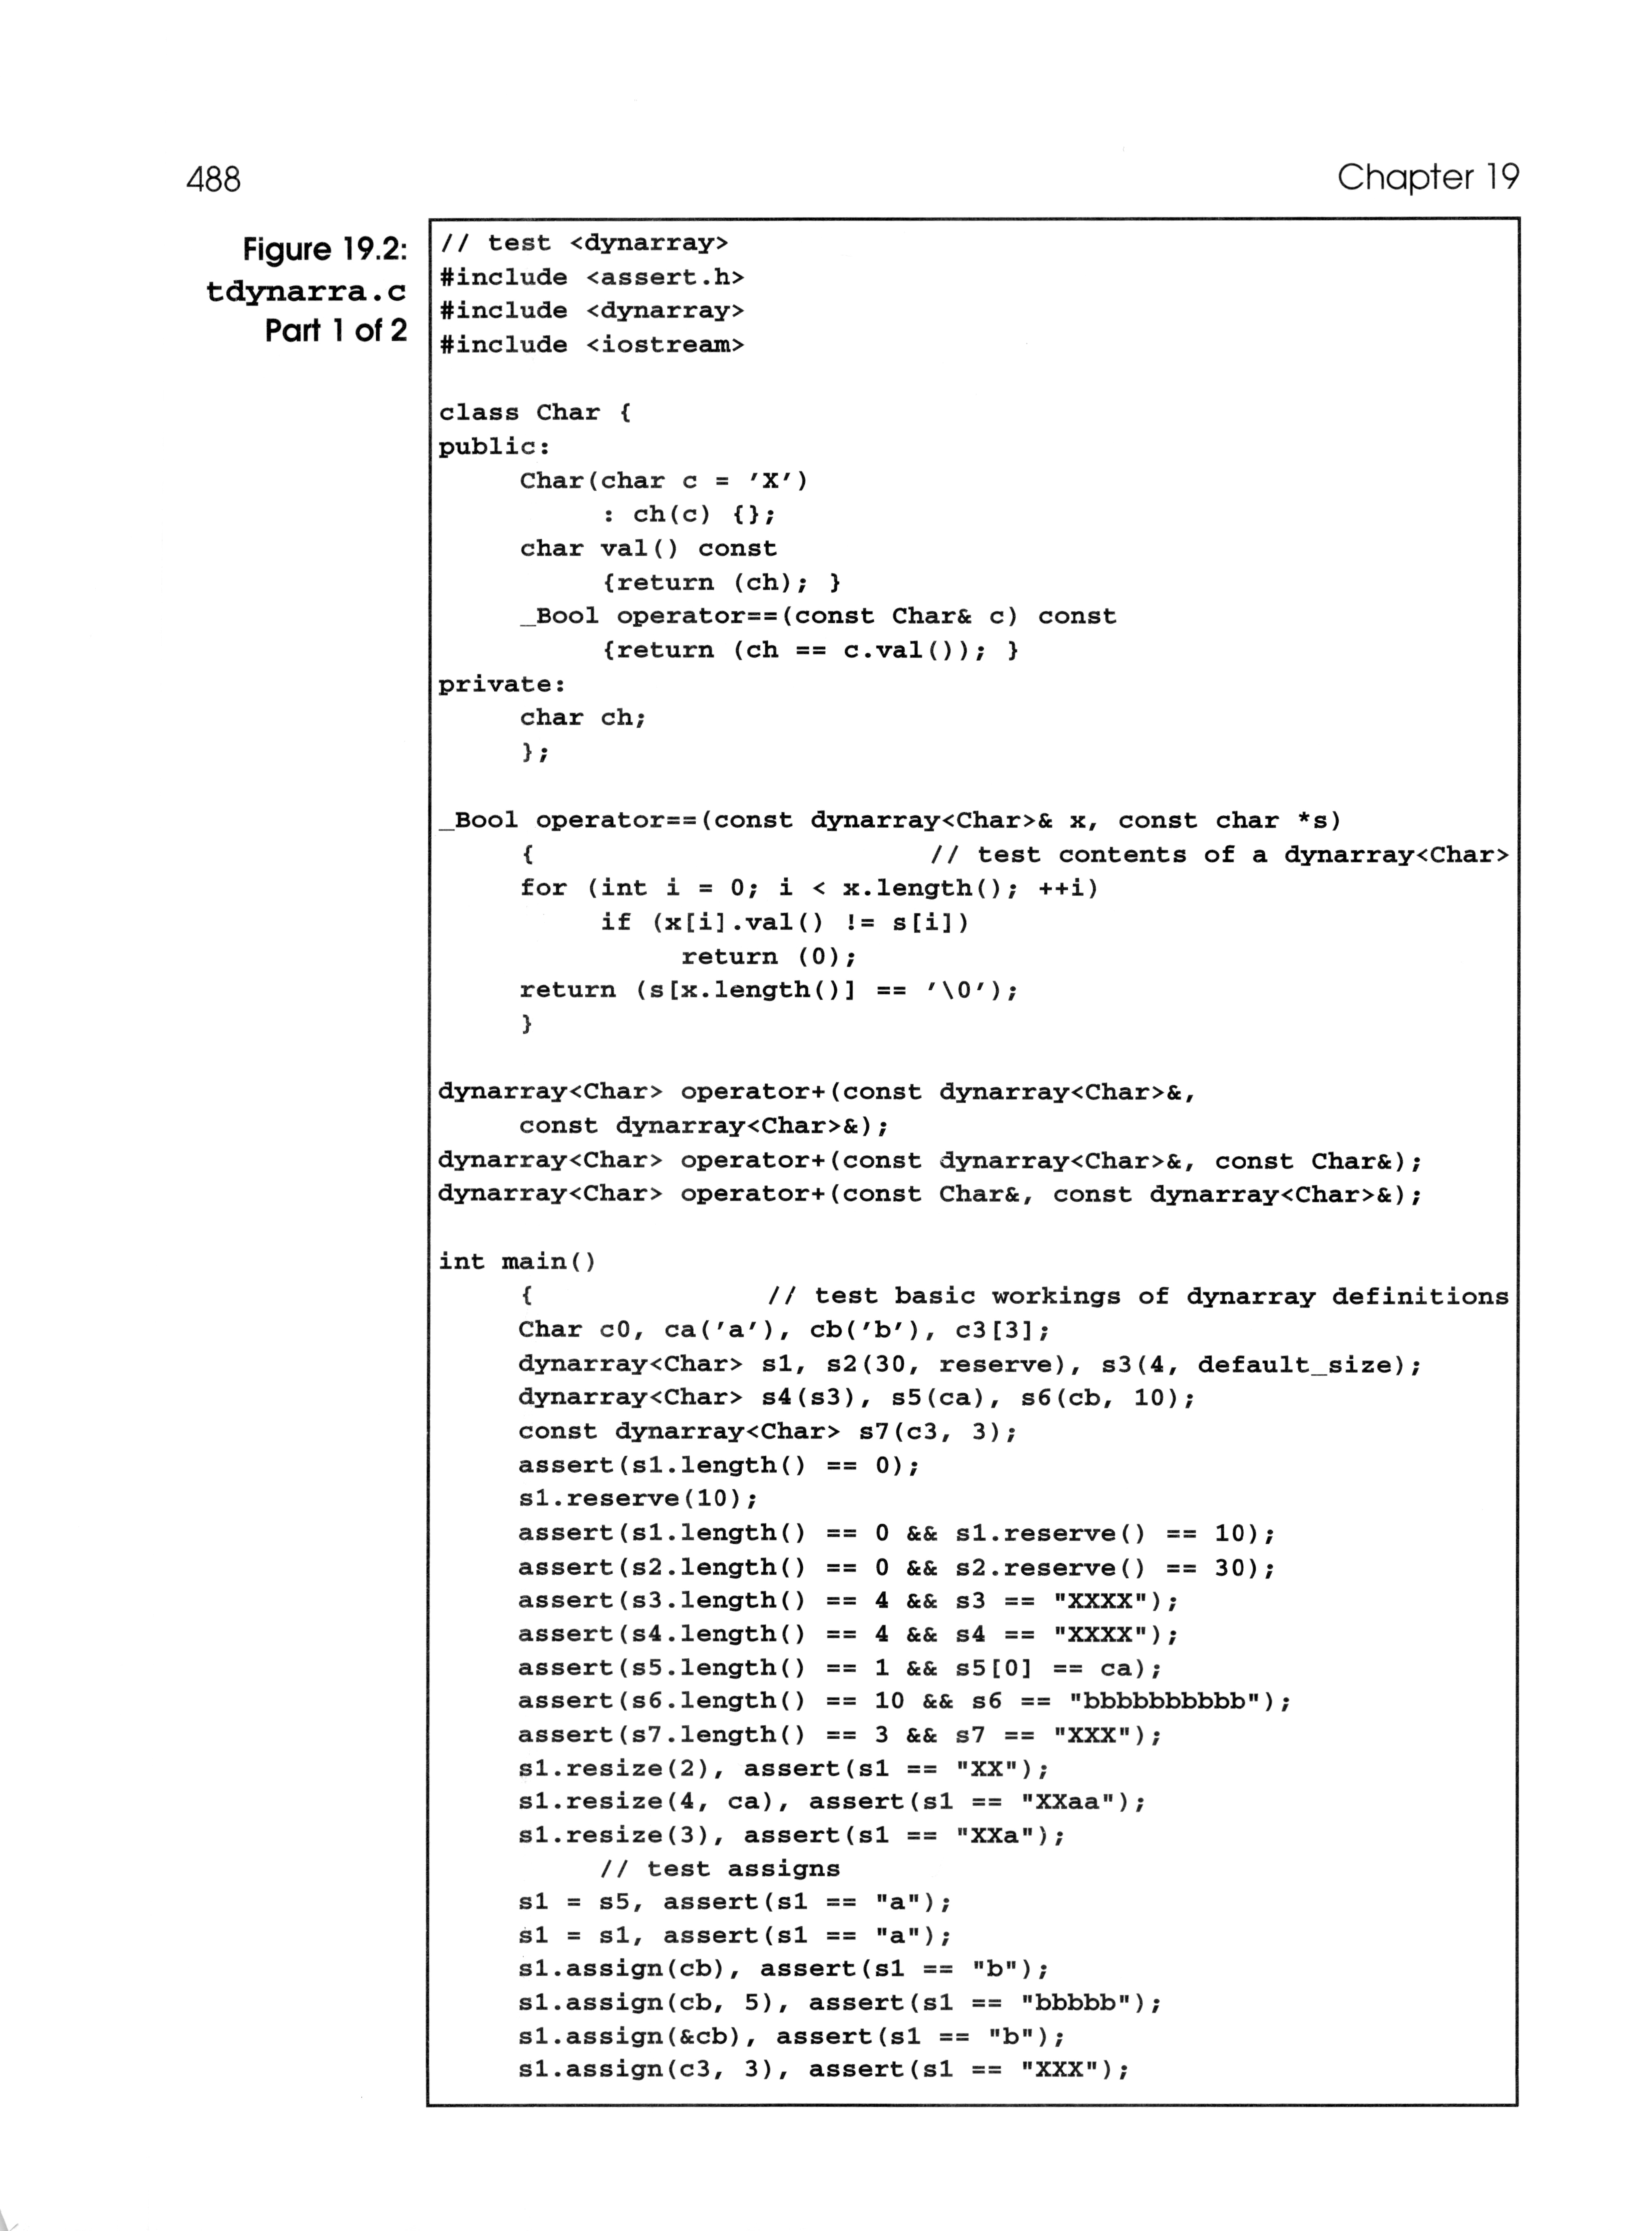 488
Chapter 19
Figure 19.2:
tdynarra.c
Part 1 of 2
// test <dynarray>
#include <assert.h>
#include <dynarray>
#include <iostream>
class Char {
public:
Char(char c = 'X')
: ch(c) {};
char val() const
{return (ch); }
_Bool operator==(const Char& c) const
{return (ch == c.val()); }
private:
char ch;
};
_Bool operator==(const dynarray<Char>& x, const char *s)
{ // test contents of a dynarray<Char>
for (int i = 0; i < x.length(); ++i)
if (x[i].val() != s[i])
return (0);
return (s[x.length()] == '\0');
}
dynarray<Char> operator+(const dynarray<Char>&,
const dynarray<Char>&);
dynarray<Char> operator+(const dynarray<Char>&, const Char&);
dynarray<Char> operator+(const Char&, const dynarray<Char>&);
int main()
{ // test basic workings of dynarray definitions
Char c0, ca('a'), cb('b'), c3[3];
dynarray<Char> s1, s2(30, reserve), s3(4, default_size);
dynarray<Char> s4(s3), s5(ca), s6(cb, 10);
const dynarray<Char> s7(c3, 3);
assert(s1.length() == 0);
s1.reserve(10);
assert(s1.length() == 0 && s1.reserve() == 10);
assert(s2.length() == 0 && s2.reserve() == 30);
assert(s3.length() == 4 && s3 == "XXXX");
assert(s4.length() == 4 && s4 == "XXXX");
assert(s5.length() == 1 && s5[0] == ca);
assert(s6.length() == 10 && s6 == "bbbbbbbbbb");
assert(s7.length() == 3 && s7 == "XXX");
s1.resize(2), assert(s1 == "XX");
s1.resize(4, ca), assert(s1 == "XXaa");
s1.resize(3), assert(s1 == "XXa");
// test assigns
s1 = s5, assert(s1 == "a");
s1 = s1, assert(s1 == "a");
s1.assign(cb), assert(s1 == "b");
s1.assign(cb, 5), assert(s1 == "bbbbb");
s1.assign(&cb), assert(s1 == "b");
s1.assign(c3, 3), assert(s1 == "XXX");